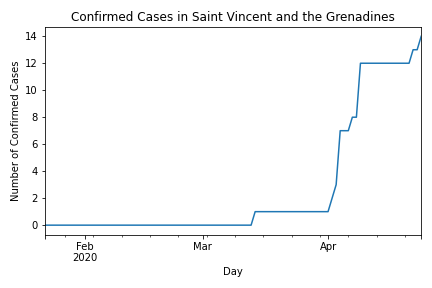 Confirmed Cases in Saint Vincent and the Grenadines
14
12
10
8
6
4
2
0
Number of Confirmed Cases
Feb Mar Apr
2020
Day